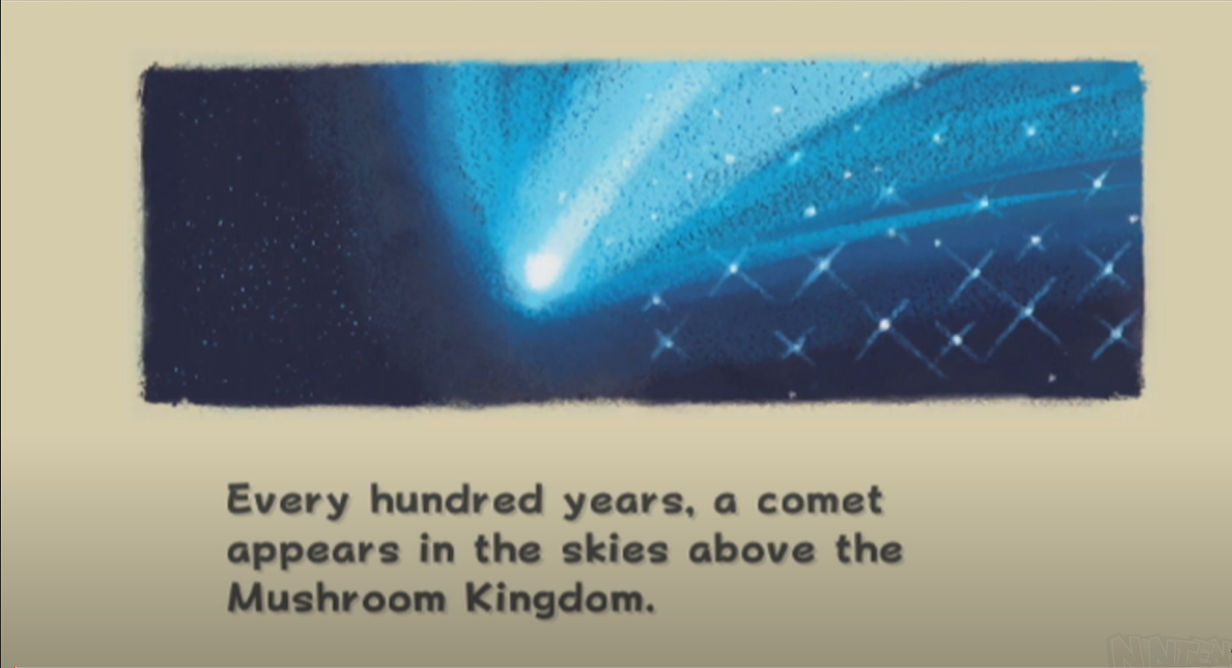 Every hundred years, a comet
appears in the skies above the
Mushroom Kingdom.